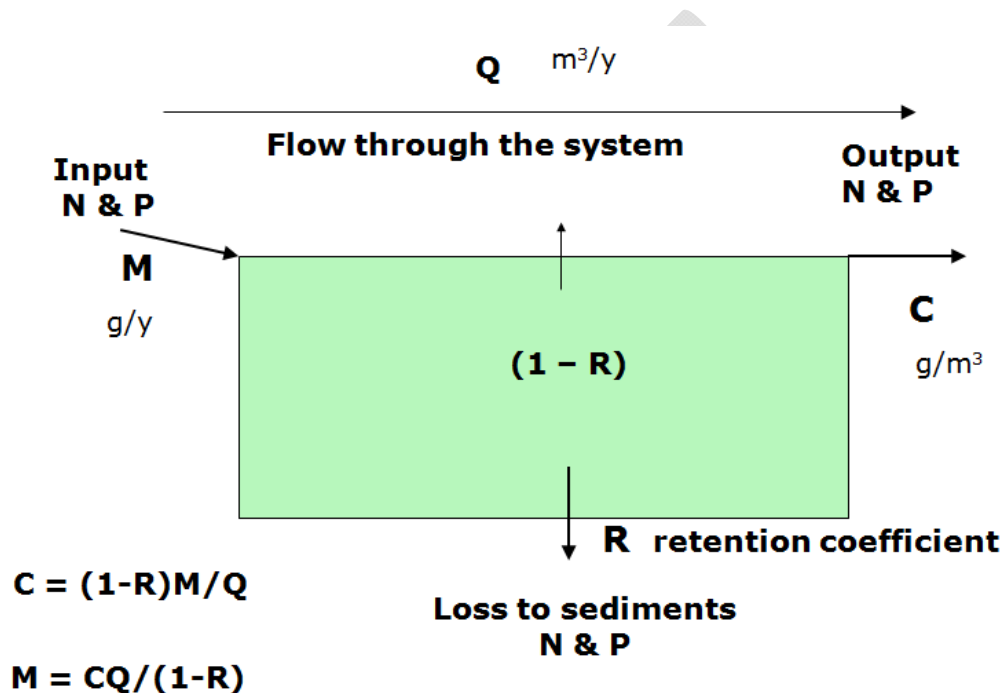 Q m³/y
Flow through the system
Input
N & P
Output
N & P
M
g/y
C
g/m³
(1 – R)
R retention coefficient
C = (1-R)M/Q
Loss to sediments
N & P
M = CQ/(1-R)